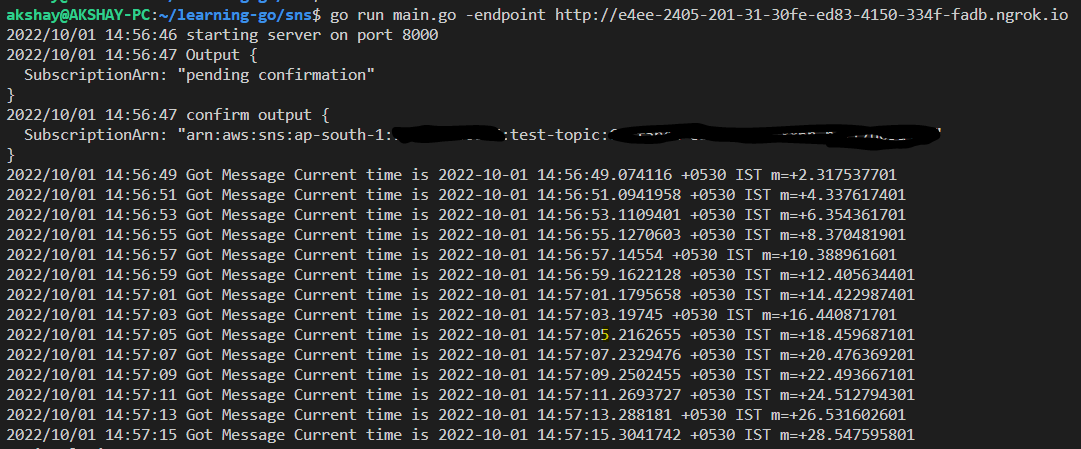 akshay@AKSHAY-PC:~/learning-go/sns$ go run main.go -endpoint http://e4ee-2405-201-31-30fe-ed83-4150-334f-fadb.ngrok.io
2022/10/01 14:56:46 starting server on port 8000
2022/10/01 14:56:47 Output {
  SubscriptionArn: "pending confirmation"
}
2022/10/01 14:56:47 confirm output {
  SubscriptionArn: "arn:aws:sns:ap-south-1: :test-topic: "
}
2022/10/01 14:56:49 Got Message Current time is 2022-10-01 14:56:49.074116 +0530 IST m=+2.317537701
2022/10/01 14:56:51 Got Message Current time is 2022-10-01 14:56:51.0941958 +0530 IST m=+4.337617401
2022/10/01 14:56:53 Got Message Current time is 2022-10-01 14:56:53.1109401 +0530 IST m=+6.354361701
2022/10/01 14:56:55 Got Message Current time is 2022-10-01 14:56:55.1270603 +0530 IST m=+8.370481901
2022/10/01 14:56:57 Got Message Current time is 2022-10-01 14:56:57.14554 +0530 IST m=+10.388961601
2022/10/01 14:56:59 Got Message Current time is 2022-10-01 14:56:59.1622128 +0530 IST m=+12.405634401
2022/10/01 14:57:01 Got Message Current time is 2022-10-01 14:57:01.1795658 +0530 IST m=+14.422987401
2022/10/01 14:57:03 Got Message Current time is 2022-10-01 14:57:03.19745 +0530 IST m=+16.440871701
2022/10/01 14:57:05 Got Message Current time is 2022-10-01 14:57:05.2162655 +0530 IST m=+18.459687101
2022/10/01 14:57:07 Got Message Current time is 2022-10-01 14:57:07.2329476 +0530 IST m=+20.476369201
2022/10/01 14:57:09 Got Message Current time is 2022-10-01 14:57:09.2502455 +0530 IST m=+22.493667101
2022/10/01 14:57:11 Got Message Current time is 2022-10-01 14:57:11.2693727 +0530 IST m=+24.512794301
2022/10/01 14:57:13 Got Message Current time is 2022-10-01 14:57:13.288181 +0530 IST m=+26.531602601
2022/10/01 14:57:15 Got Message Current time is 2022-10-01 14:57:15.3041742 +0530 IST m=+28.547595801